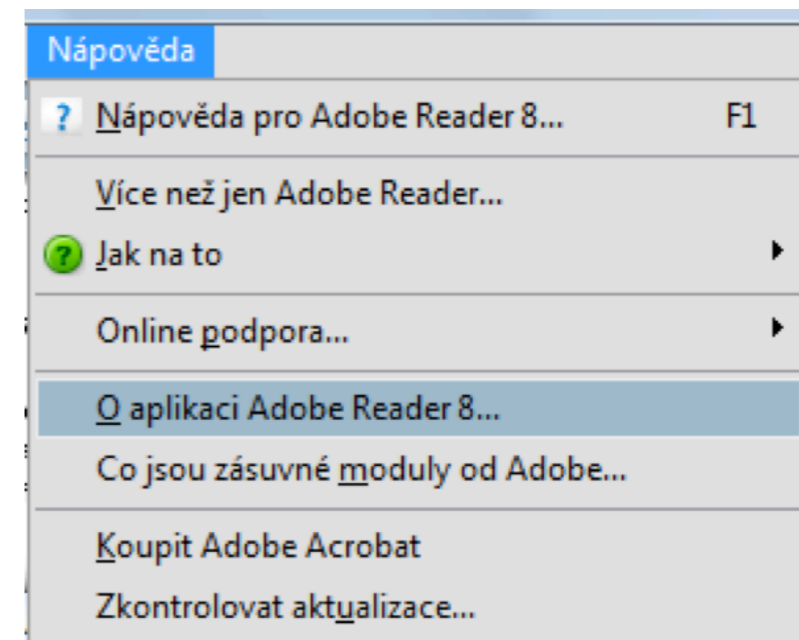 Nápověda
Nápověda pro Adobe Reader 8... F1
Více než jen Adobe Reader...
Jak na to
Online podpora...
O aplikaci Adobe Reader 8...
Co jsou zásuvné moduly od Adobe...
Koupit Adobe Acrobat
Zkontrolovat aktualizace...